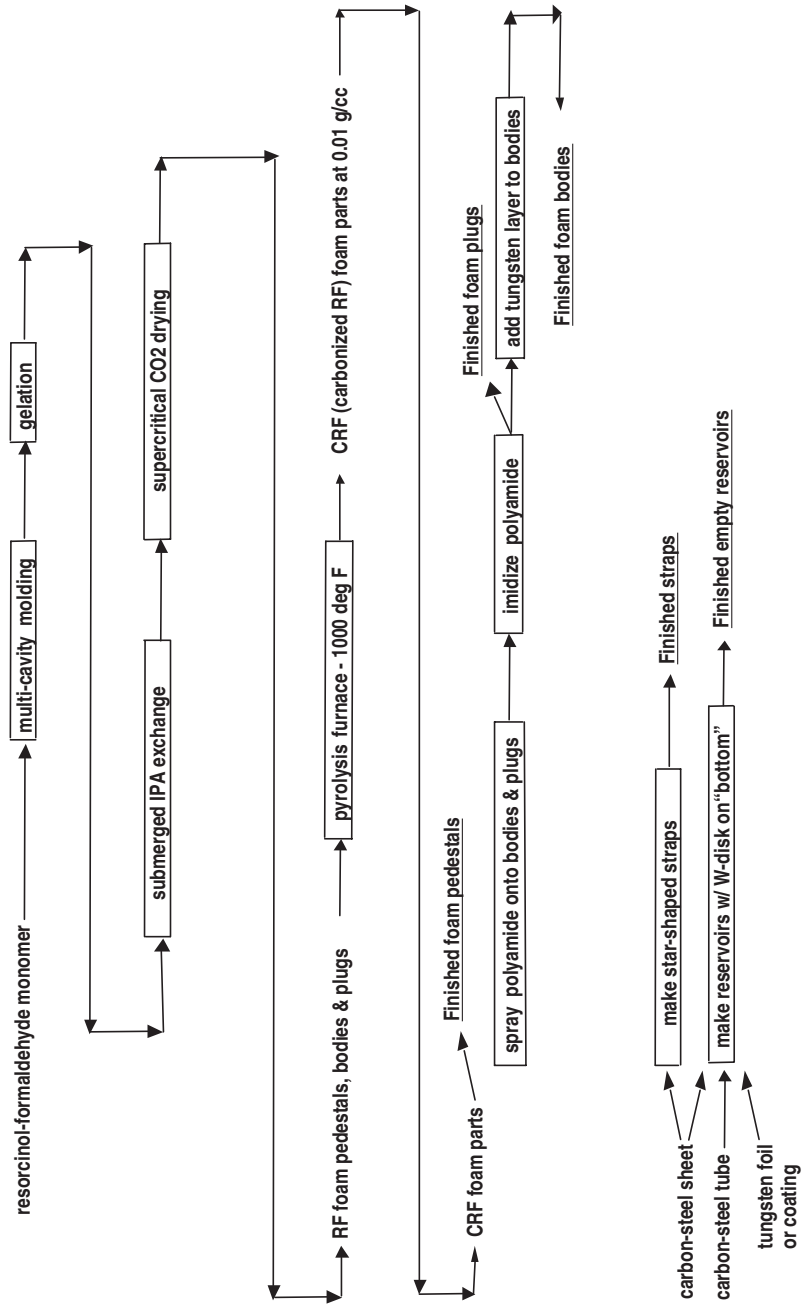 resorcinol-formaldehyde monomer
multi-cavity molding
gelation
submerged IPA exchange
supercritical CO2 drying
RF foam pedestals, bodies & plugs
pyrolysis furnace - 1000 deg F
CRF (carbonized RF) foam parts at 0.01 g/cc
CRF foam parts
Finished foam pedestals
spray polyamide onto bodies & plugs
imidize polyamide
Finished foam plugs
add tungsten layer to bodies
Finished foam bodies
carbon-steel sheet
make star-shaped straps
Finished straps
carbon-steel tube
make reservoirs w/ W-disk on“bottom”
Finished empty reservoirs
tungsten foil
or coating